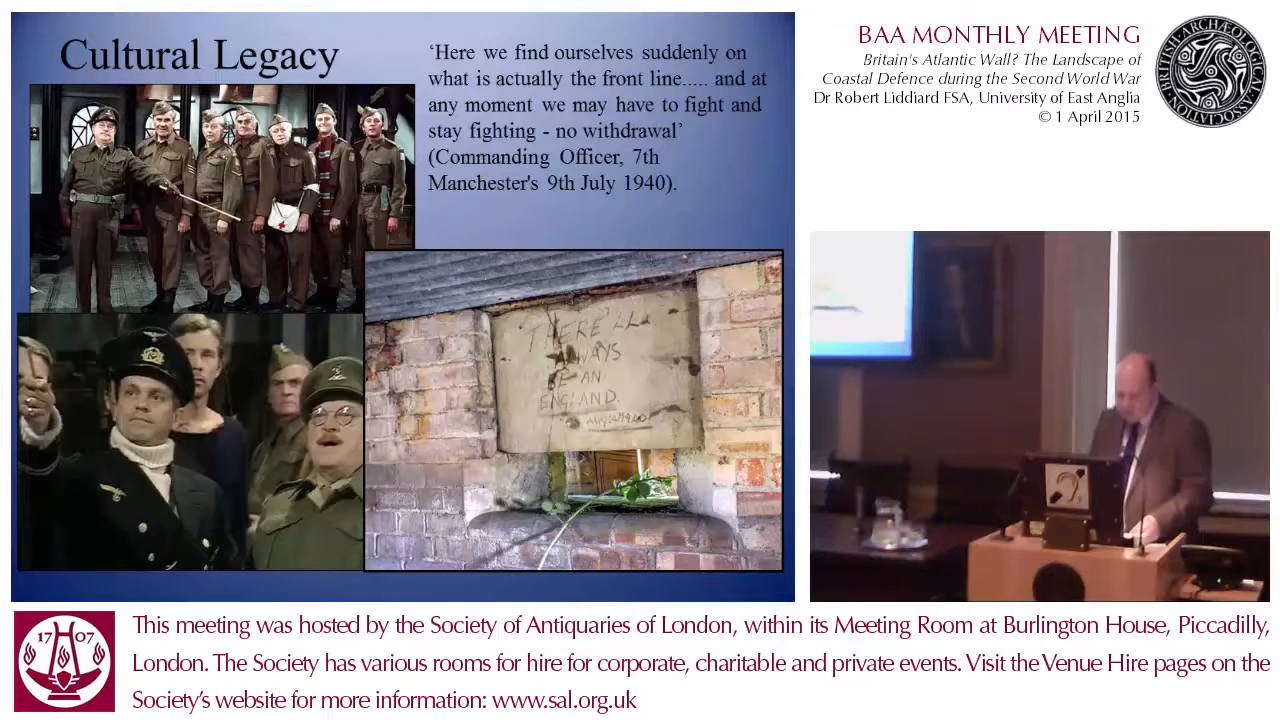 Cultural Legacy
‘Here we find ourselves suddenly on
what is actually the front line..... and at
any moment we may have to fight and
stay fighting - no withdrawal’
(Commanding Officer, 7th
Manchester's 9th July 1940).
THERE'LL
ALWAYS
BE AN
ENGLAND.
BAA MONTHLY MEETING
Britain's Atlantic Wall? The Landscape of
Coastal Defence during the Second World War
Dr Robert Liddiard FSA, University of East Anglia
© 1 April 2015
BRITISH ARCHÆOLOGICAL ASSOCIATION
17 07
This meeting was hosted by the Society of Antiquaries of London, within its Meeting Room at Burlington House, Piccadilly,
London. The Society has various rooms for hire for corporate, charitable and private events. Visit the Venue Hire pages on the
Society’s website for more information: www.sal.org.uk